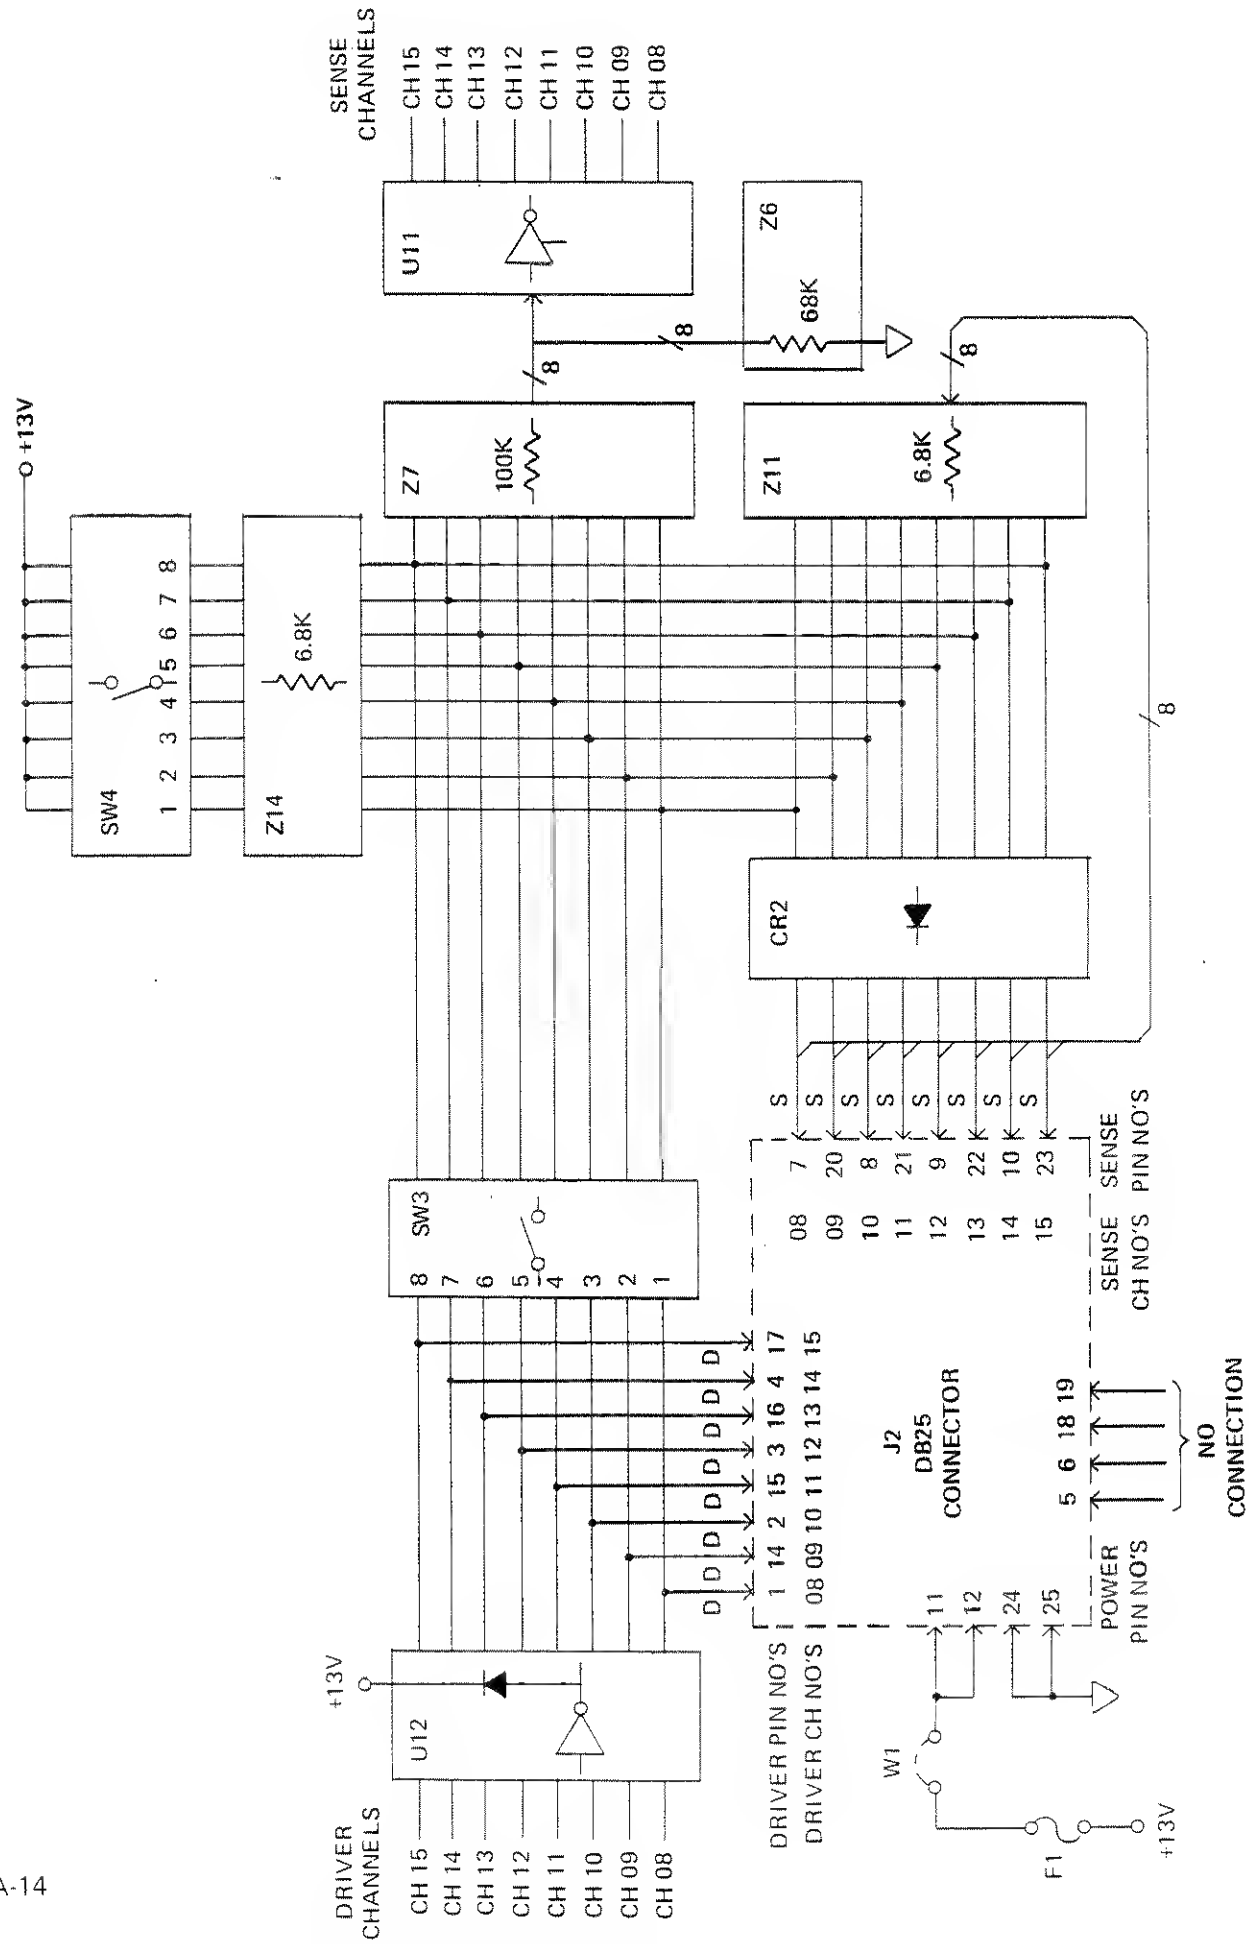 A-14
+13V
SW4
1 2 3 4 5 6 7 8
Z14
6.8K
SENSE
CHANNELS
CH 15
CH 14
CH 13
CH 12
CH 11
CH 10
CH 09
CH 08
U11
Z7
100K
8
8
Z6
68K
Z11
6.8K
8
8
CR2
S
S
S
S
S
S
S
S
SW3
8
7
6
5
4
3
2
1
7
20
8
21
9
22
10
23
SENSE
PIN NO'S
08
09
10
11
12
13
14
15
SENSE
CH NO'S
D D D D D D D D
1 14 2 15 3 16 4 17
08 09 10 11 12 13 14 15
DRIVER PIN NO'S
DRIVER CH NO'S
J2
DB25
CONNECTOR
5 6 18 19
NO
CONNECTION
POWER
PIN NO'S
11
12
24
25
W1
F1
+13V
+13V
U12
DRIVER
CHANNELS
CH 15
CH 14
CH 13
CH 12
CH 11
CH 10
CH 09
CH 08